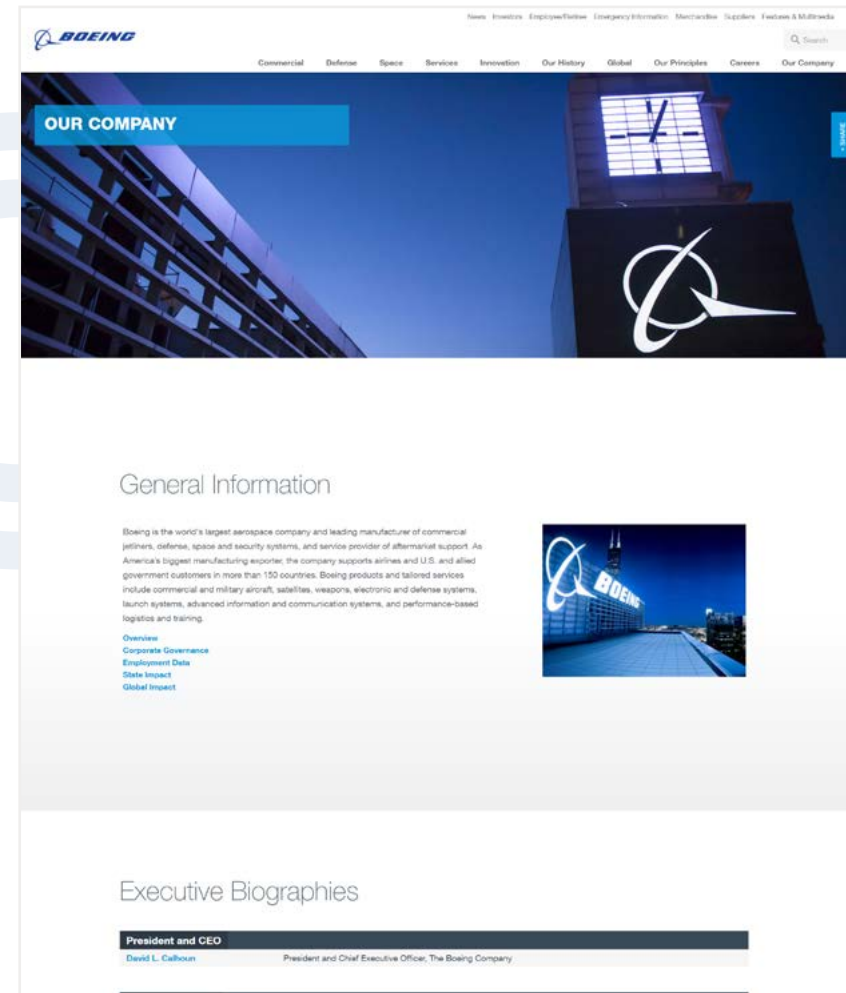 News Investors Employee/Retiree Emergency Information Merchandise Suppliers Features & Multimedia
BOEING
Search
Commercial Defense Space Services Innovation Our History Global Our Principles Careers Our Company
OUR COMPANY
+ SHARE
General Information
Boeing is the world's largest aerospace company and leading manufacturer of commercial
jetliners, defense, space and security systems, and service provider of aftermarket support. As
America's biggest manufacturing exporter, the company supports airlines and U.S. and allied
government customers in more than 150 countries. Boeing products and tailored services
include commercial and military aircraft, satellites, weapons, electronic and defense systems,
launch systems, advanced information and communication systems, and performance-based
logistics and training.
BOEING
Overview
Corporate Governance
Employment Data
State Impact
Global Impact
Executive Biographies
President and CEO
David L. Calhoun President and Chief Executive Officer, The Boeing Company